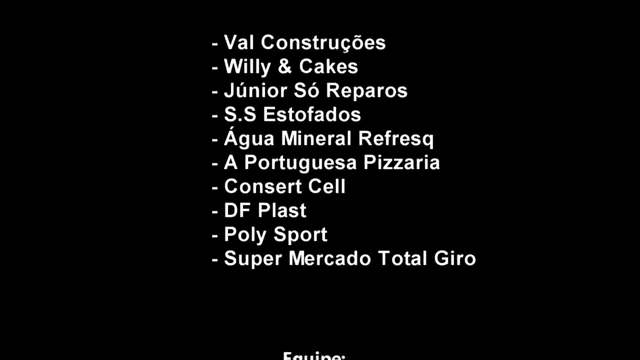 - Val Construções
- Willy & Cakes
- Júnior Só Reparos
- S.S Estofados
- Água Mineral Refresq
- A Portuguesa Pizzaria
- Consert Cell
- DF Plast
- Poly Sport
- Super Mercado Total Giro
Equipe: